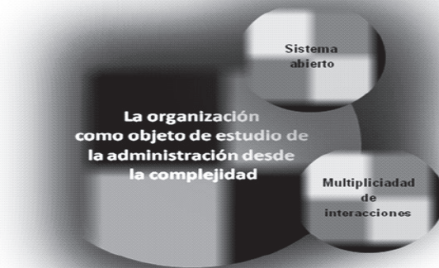 Sistema
abierto
La organización
como objeto de estudio de
la administración desde
la complejidad
Multipliciadad
de
interacciones